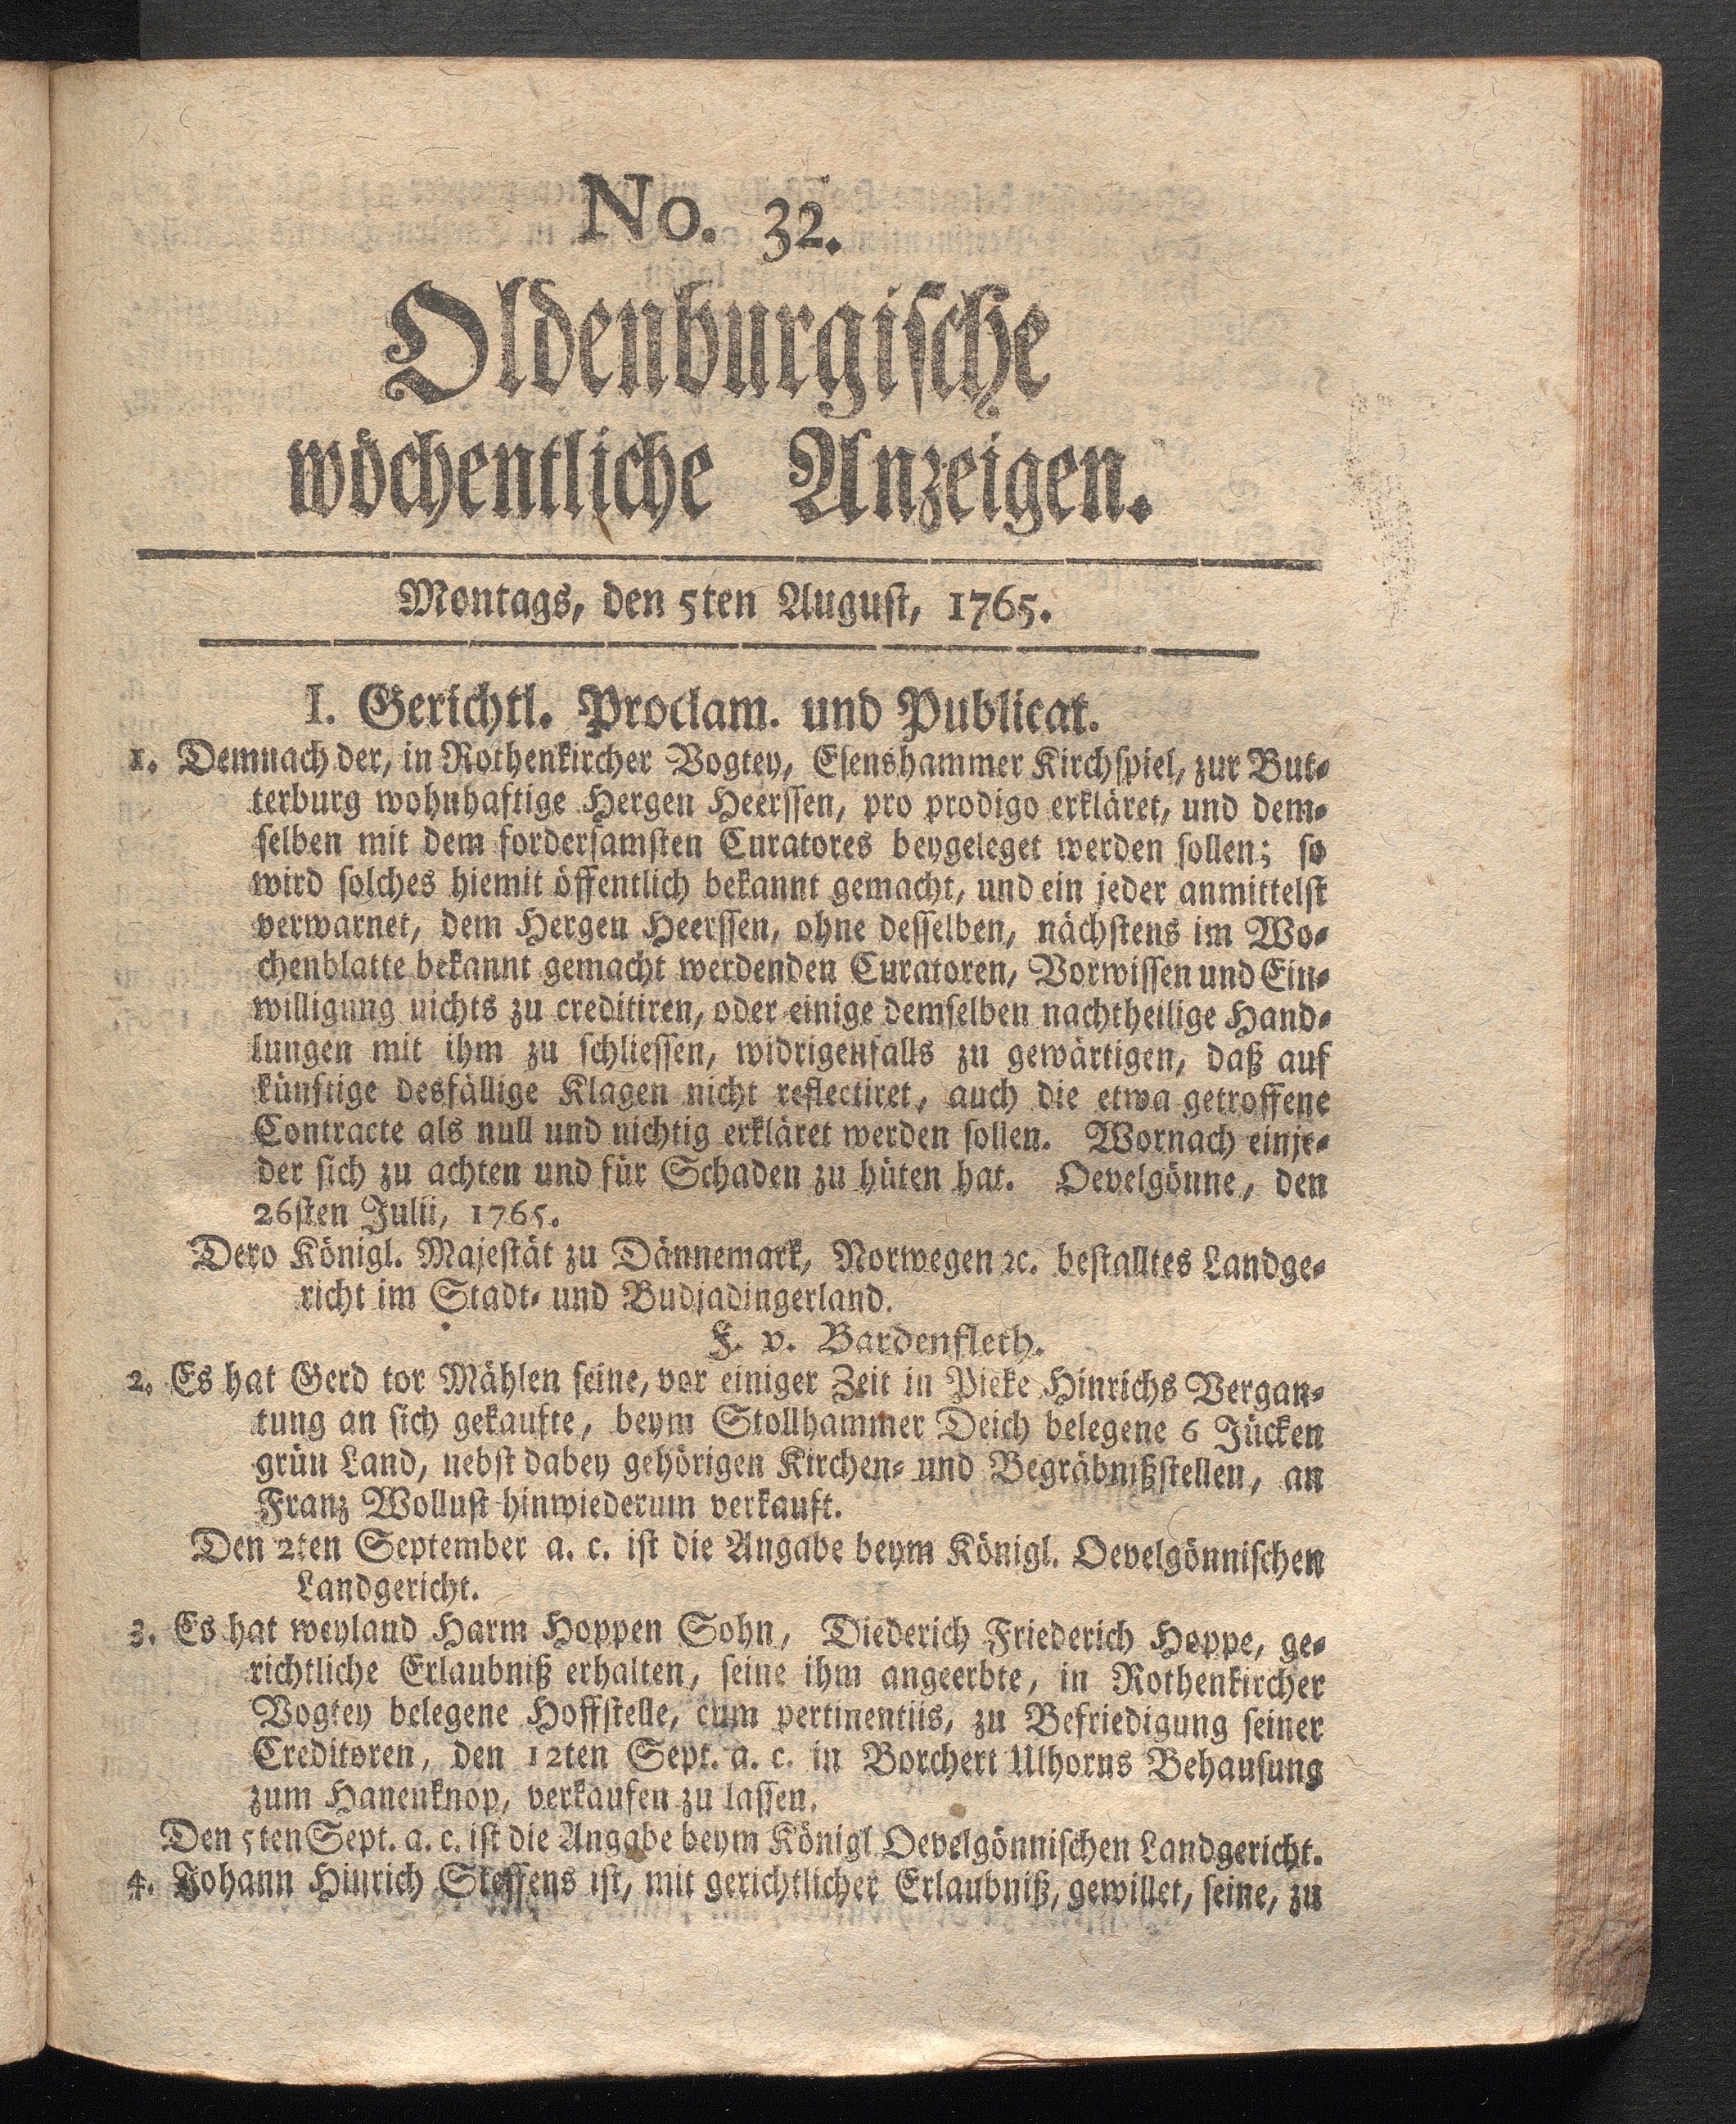 No. 32.
Oldenburgische
wöchentliche Anzeigen.
Montags, den 5ten August, 1765.
I. Gerichtl. Proclam. und Publicat.
1. Demnach der, in Rothenkircher Vogtey, Esenshammer Kirchspiel, zur But-
terburg wohnhaftige Hergen Heerssen, pro prodigo erkläret, und dem-
selben mit dem fordersamsten Curatores beygeleget werden sollen; so
wird solches hiemit öffentlich bekannt gemacht, und ein jeder anmittelst
verwarnet, dem Hergen Heerssen, ohne desselben, nächstens im Wo-
chenblatte bekannt gemacht werdenden Curatoren, Vorwissen und Ein-
willigung nichts zu creditiren, oder einige demselben nachtheilige Hand-
lungen mit ihm zu schliessen, widrigenfalls zu gewärtigen, daß auf
künftige desfällige Klagen nicht reflectiret, auch die etwa getroffene
Contracte als null und nichtig erkläret werden sollen. Wornach einje-
der sich zu achten und für Schaden zu hüten hat. Oevelgönne, den
26sten Julii, 1765.
Dero Königl. Majestät zu Dännemark, Norwegen ꝛc. bestalltes Landge-
richt im Stadt- und Budjadingerland.
F. v. Bardenfleth.
2. Es hat Gerd tor Mählen seine, vor einiger Zeit in Pieke Hinrichs Vergan-
tung an sich gekaufte, beym Stollhammer Deich belegene 6 Jücken
grün Land, nebst dabey gehörigen Kirchen- und Begräbnißstellen, an
Franz Wollust hinwiederum verkauft.
Den 2ten September a. c. ist die Angabe beym Königl. Oevelgönnischen
Landgericht.
3. Es hat weyland Harm Hoppen Sohn, Diederich Friederich Hoppe, ge-
richtliche Erlaubniß erhalten, seine ihm angeerbte, in Rothenkircher
Vogtey belegene Hoffstelle, cum pertinentiis, zu Befriedigung seiner
Creditoren, den 12ten Sept. a. c. in Borchert Ulhorns Behausung
zum Hanenknop, verkaufen zu lassen.
Den 5ten Sept. a. c. ist die Angabe beym Königl Oevelgönnischen Landgericht.
4. Johann Hinrich Steffens ist, mit gerichtlicher Erlaubniß, gewillet, seine, zu